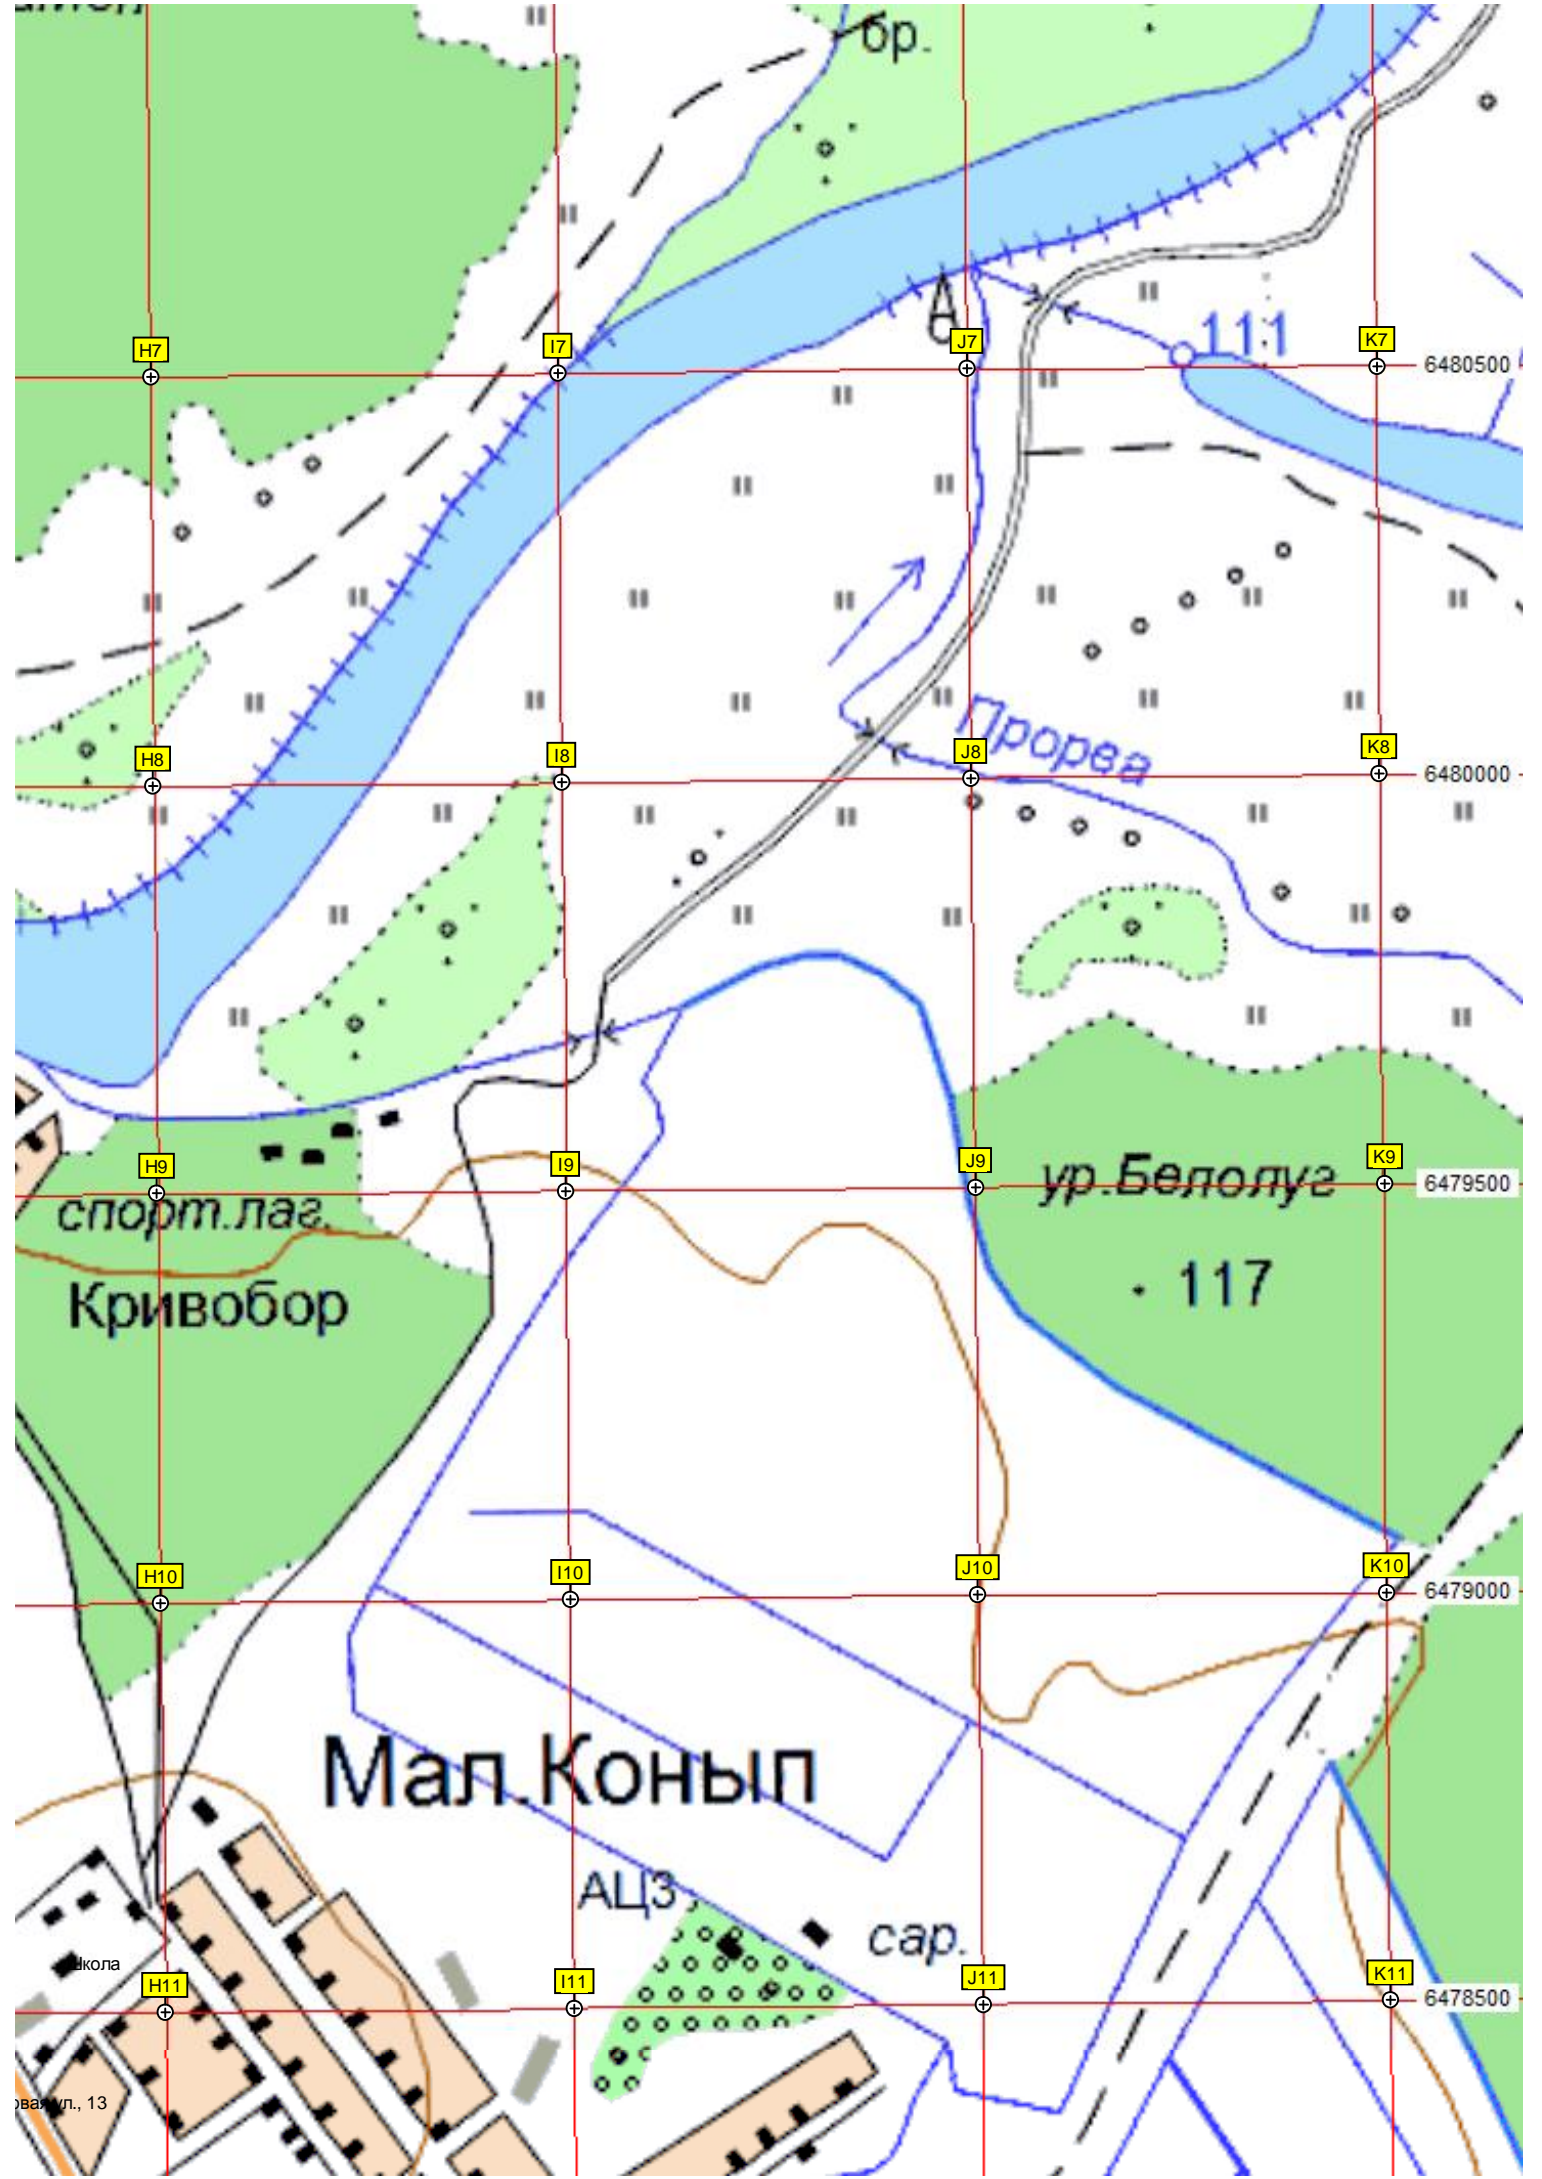 бр.
H7
I7
J7
111
K7
6480500
Прорва
H8
I8
J8
K8
6480000
H9
I9
J9
K9
6479500
спорт.лаг.
ур.Белолуг
117
Кривобор
H10
I10
J10
K10
6479000
Мал.Конып
АЦЗ
сар.
H11
I11
J11
K11
6478500
ул., 13